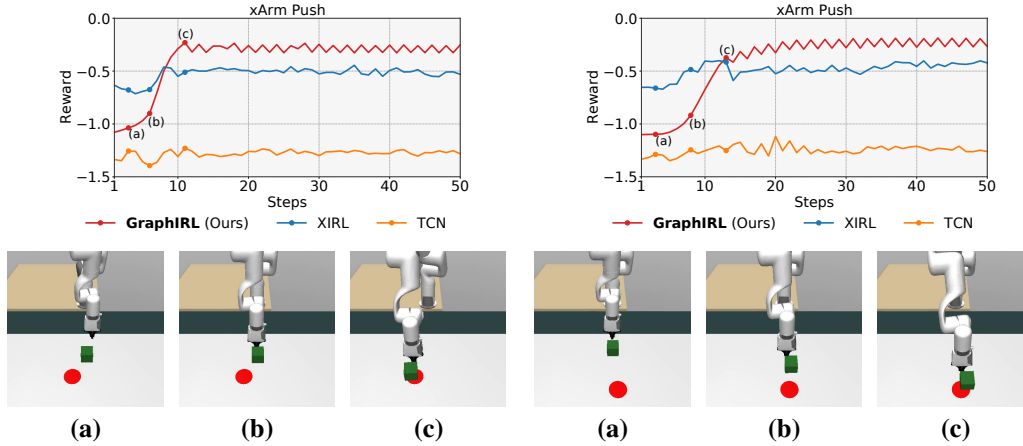 xArm Push
0.0
−0.5
−1.0
−1.5
Reward
(a)
(b)
(c)
1
10
20
30
40
50
Steps
GraphIRL (Ours)
XIRL
TCN
(a)
(b)
(c)
xArm Push
0.0
−0.5
−1.0
−1.5
Reward
(a)
(b)
(c)
1
10
20
30
40
50
Steps
GraphIRL (Ours)
XIRL
TCN
(a)
(b)
(c)